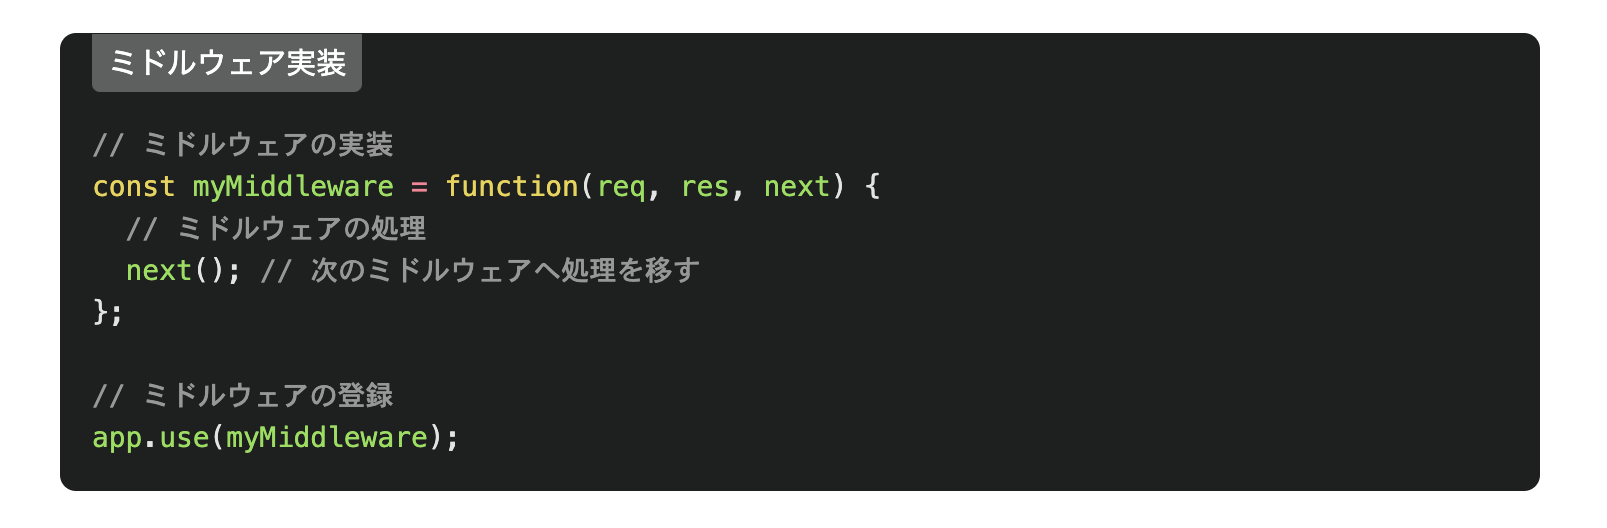 ミドルウェア実装
// ミドルウェアの実装
const myMiddleware = function(req, res, next) {
  // ミドルウェアの処理
  next(); // 次のミドルウェアへ処理を移す
};
// ミドルウェアの登録
app.use(myMiddleware);